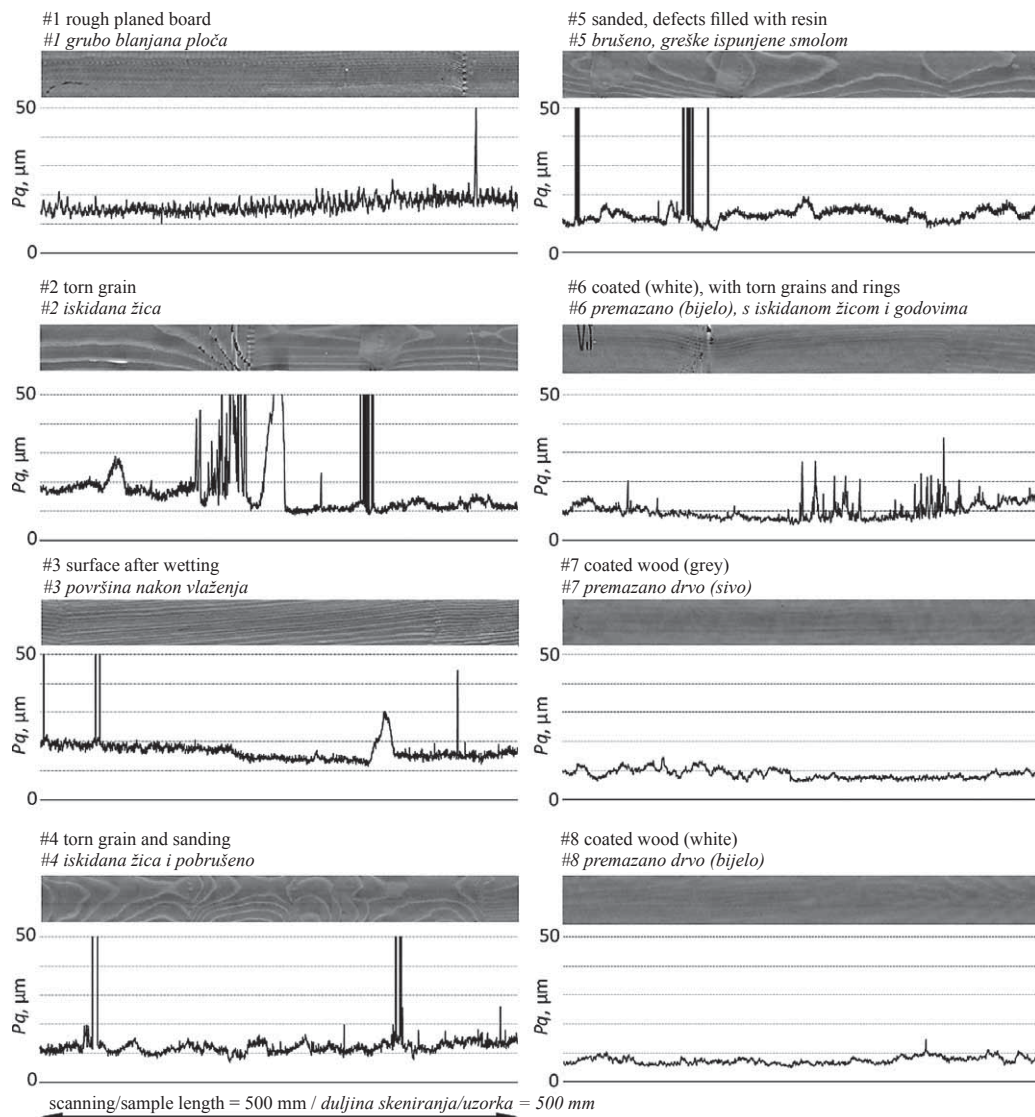 #1 rough planed board
#1 grubo blanjana ploča
50
Pq, µm
0
#2 torn grain
#2 iskidana žica
50
Pq, µm
0
#3 surface after wetting
#3 površina nakon vlaženja
50
Pq, µm
0
#4 torn grain and sanding
#4 iskidana žica i pobrušeno
50
Pq, µm
0
#5 sanded, defects filled with resin
#5 brušeno, greške ispunjene smolom
50
Pq, µm
0
#6 coated (white), with torn grains and rings
#6 premazano (bijelo), s iskidanom žicom i godovima
50
Pq, µm
0
#7 coated wood (grey)
#7 premazano drvo (sivo)
50
Pq, µm
0
#8 coated wood (white)
#8 premazano drvo (bijelo)
50
Pq, µm
0
scanning/sample length = 500 mm / duljina skeniranja/uzorka = 500 mm